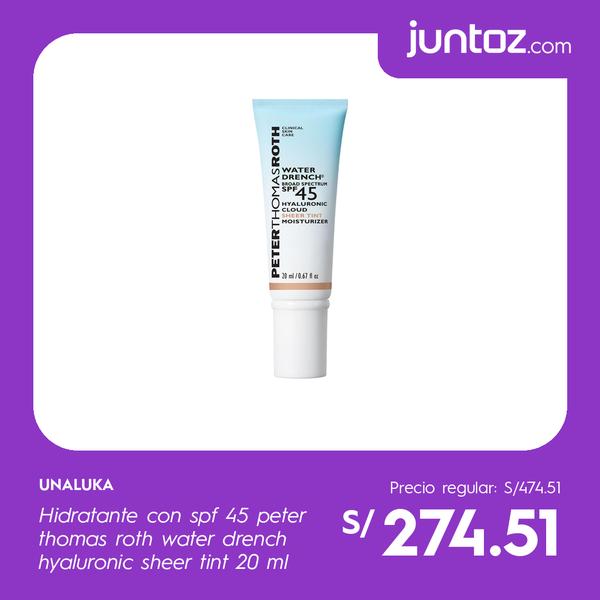 juntoz.com
PETERTHOMASROTH
CLINICAL
SKIN
CARE
WATER
DRENCH®
BROAD SPECTRUM
SPF 45
HYALURONIC
CLOUD
SHEER TINT
MOISTURIZER
20 ml / 0.67 fl oz
UNALUKA
Hidratante con spf 45 peter
thomas roth water drench
hyaluronic sheer tint 20 ml
Precio regular: S/474.51
S/ 274.51